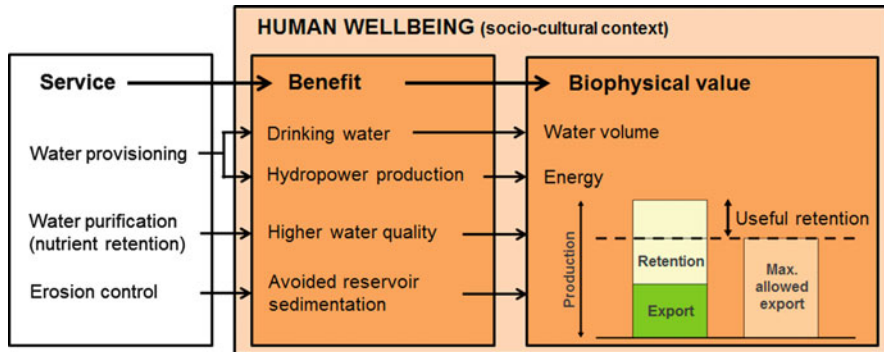 HUMAN WELLBEING (socio-cultural context)
Service
Benefit
Biophysical value
Water provisioning
Drinking water
Water volume
Hydropower production
Energy
Water purification
(nutrient retention)
Higher water quality
Erosion control
Avoided reservoir
sedimentation
Production
Retention
Export
Useful retention
Max.
allowed
export